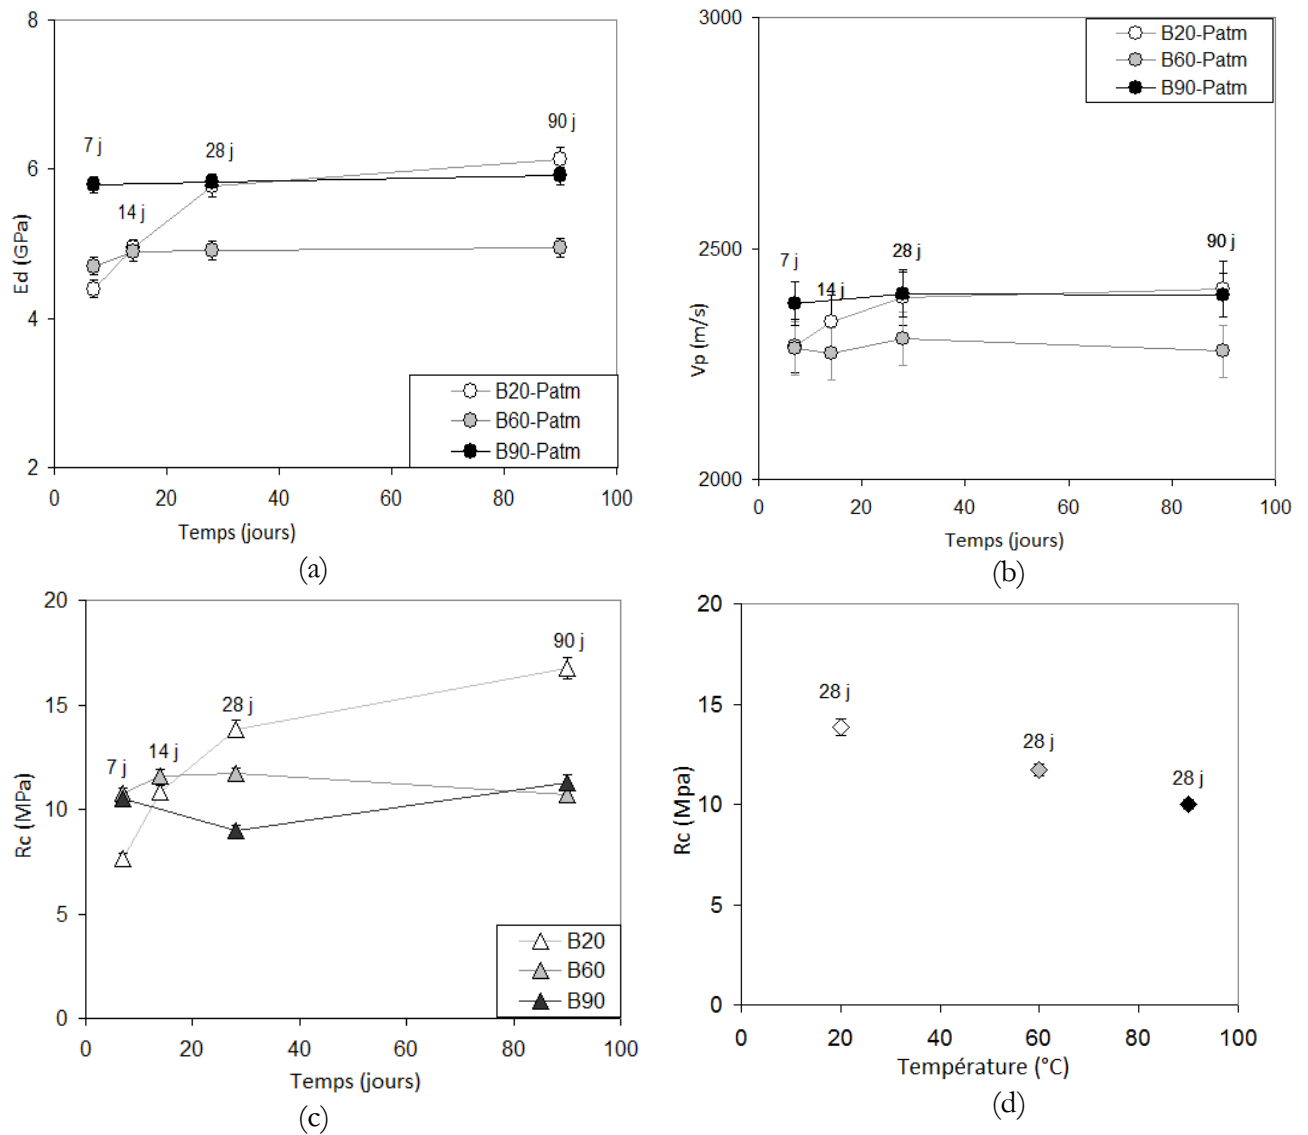 8
6
4
2
Ed (GPa)
7 j
14 j
28 j
90 j
B20-Patm
B60-Patm
B90-Patm
0 20 40 60 80 100
Temps (jours)
(a)
3000
2500
2000
Vp (m/s)
B20-Patm
B60-Patm
B90-Patm
7 j
14 j
28 j
90 j
0 20 40 60 80 100
Temps (jours)
(b)
20
15
10
5
0
Rc (MPa)
7 j
14 j
28 j
90 j
B20
B60
B90
0 20 40 60 80 100
Temps (jours)
(c)
20
15
10
5
0
Rc (Mpa)
28 j
28 j
28 j
0 20 40 60 80 100
Température (°C)
(d)